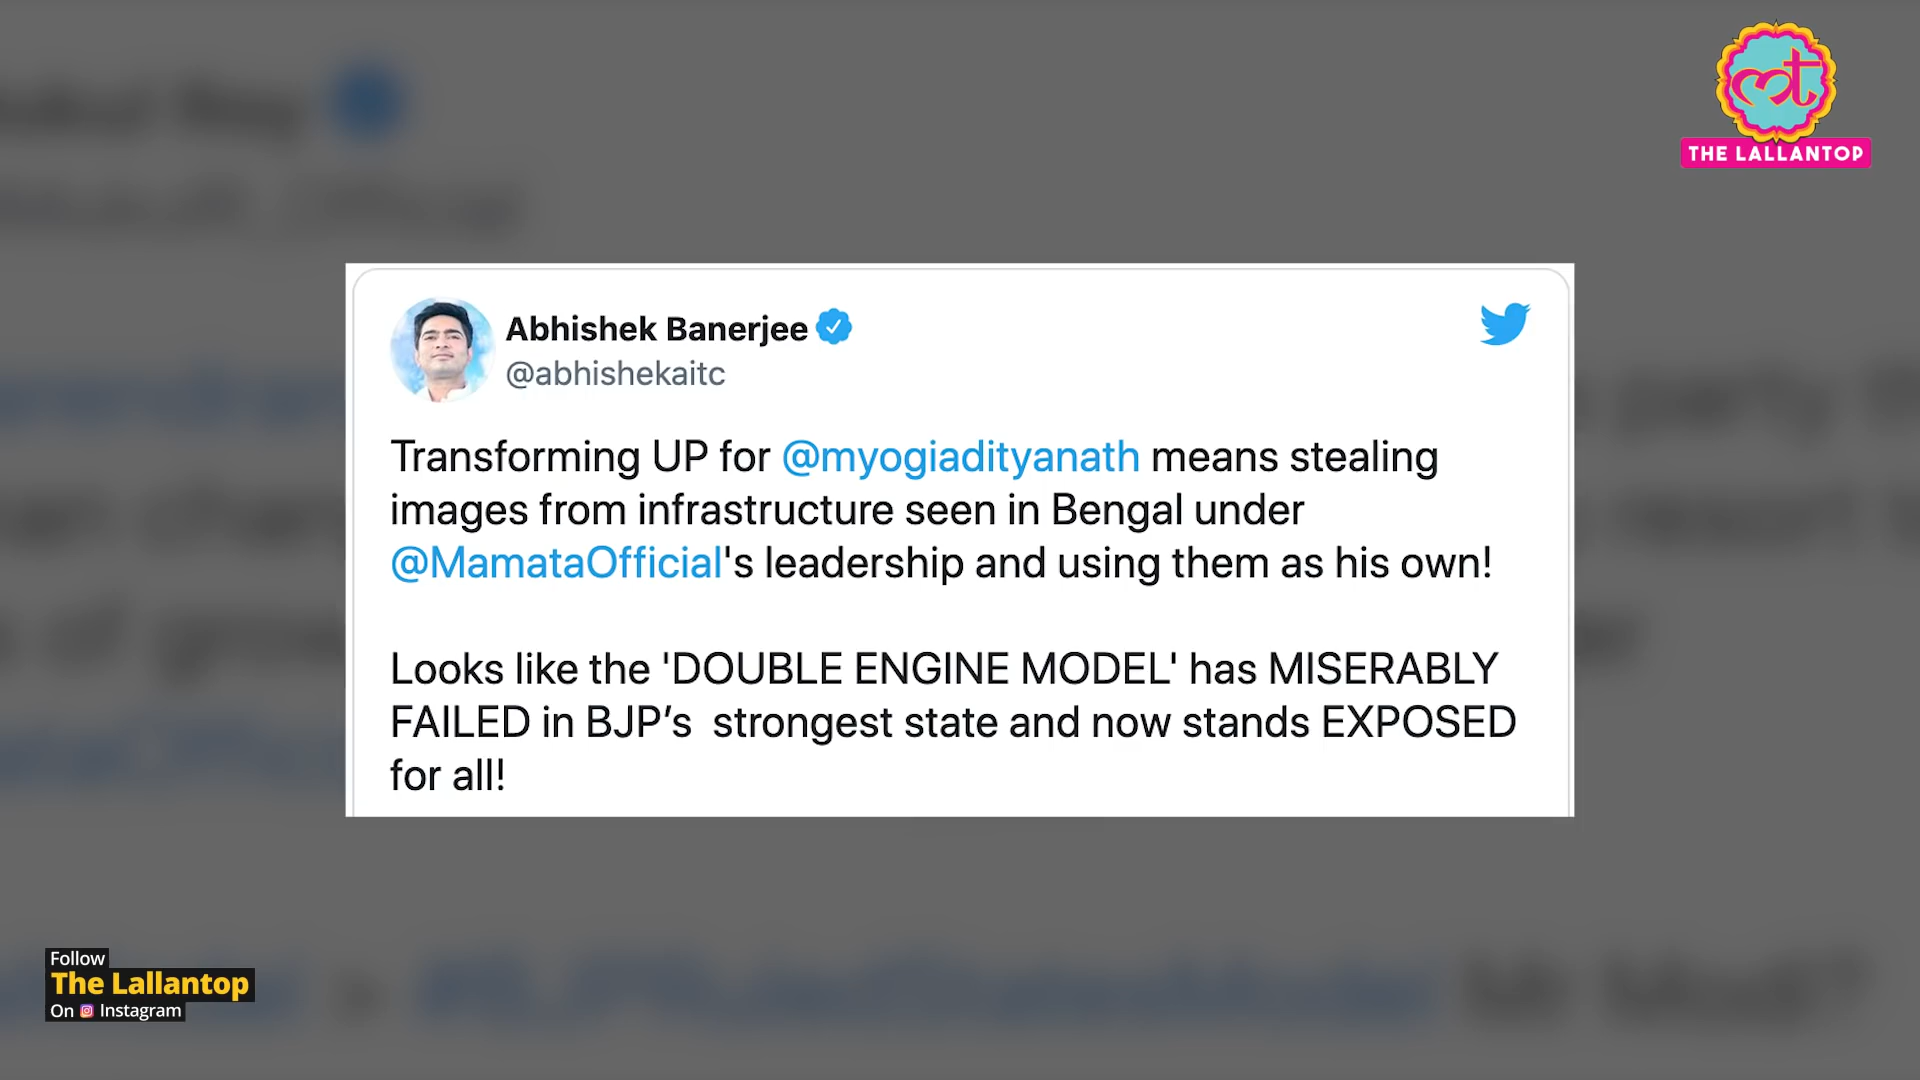 THE LALLANTOP
Abhishek Banerjee
@abhishekaitc
Transforming UP for @myogiadityanath means stealing
images from infrastructure seen in Bengal under
@MamataOfficial's leadership and using them as his own!
Looks like the 'DOUBLE ENGINE MODEL' has MISERABLY
FAILED in BJP’s  strongest state and now stands EXPOSED
for all!
Follow
The Lallantop
On Instagram